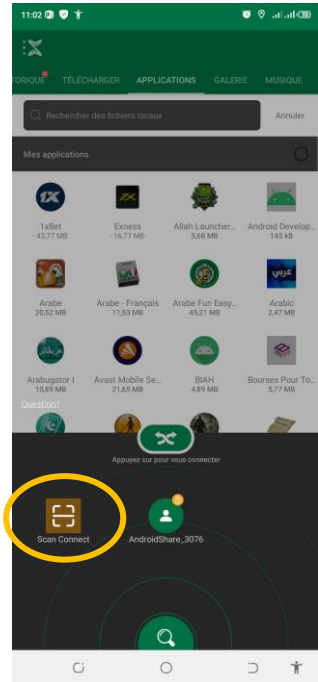 11:02
ORIQUE TÉLÉCHARGER APPLICATIONS GALERIE MUSIQUE
Rechercher des fichiers locaux Annuler
Mes applications
1xBet Exness Allah Launcher... Android Develop...
-43,77 MB -16,77 MB 5,68 MB 145 kB
Arabe Arabe - Français Arabe Fun Easy... Arabic
20,52 MB 11,53 MB 45,21 MB 2,47 MB
Arabugator I Avast Mobile Se... BIAH Bourses Pour To...
10,89 MB 21,65 MB 4,89 MB 5,77 MB
Question?
Appuyez sur pour vous connecter
Scan Connect AndroidShare_3076